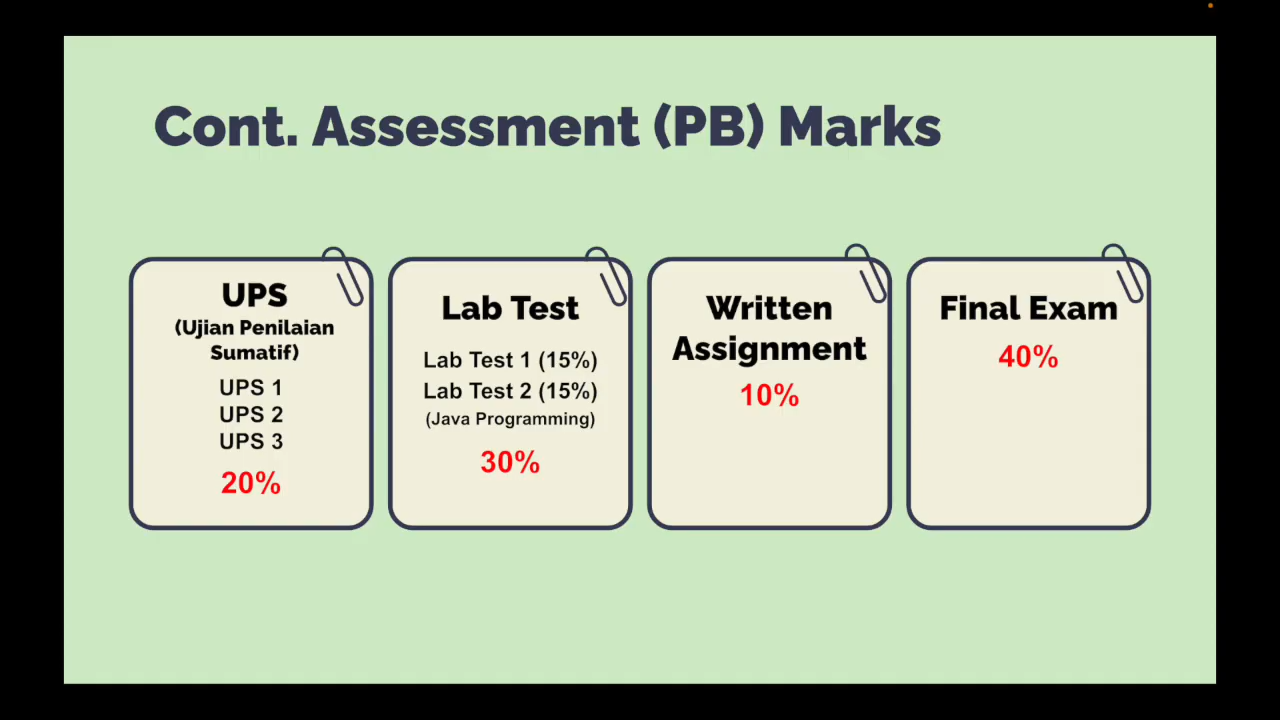 Cont. Assessment (PB) Marks
UPS
(Ujian Penilaian
Sumatif)
UPS 1
UPS 2
UPS 3
20%
Lab Test
Lab Test 1 (15%)
Lab Test 2 (15%)
(Java Programming)
30%
Written
Assignment
10%
Final Exam
40%